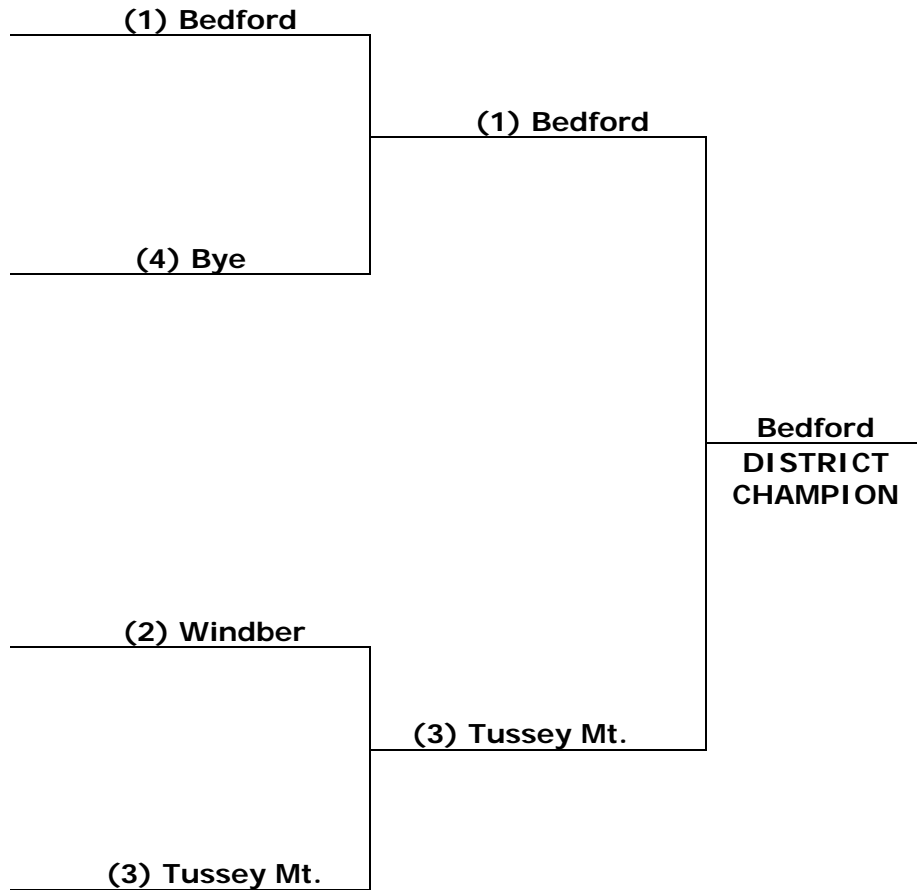 (1) Bedford
(1) Bedford
(4) Bye
Bedford
DISTRICT
CHAMPION
(2) Windber
(3) Tussey Mt.
(3) Tussey Mt.